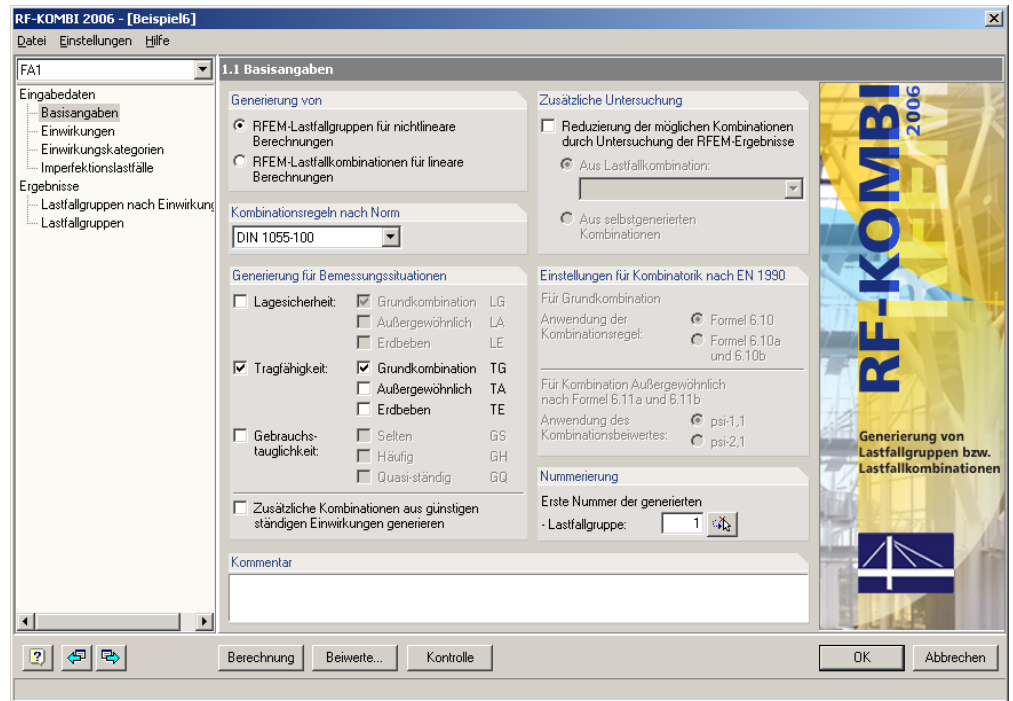 RF-KOMBI 2006 - [Beispiel6]
Datei Einstellungen Hilfe
FA1
Eingabedaten
Basisangaben
Einwirkungen
Einwirkungskategorien
Imperfektionslastfälle
Ergebnisse
Lastfallgruppen nach Einwirkung
Lastfallgruppen
1.1 Basisangaben
Generierung von
RFEM-Lastfallgruppen für nichtlineare
Berechnungen
RFEM-Lastfallkombinationen für lineare
Berechnungen
Kombinationsregeln nach Norm
DIN 1055-100
Generierung für Bemessungssituationen
Lagesicherheit: Grundkombination LG
Außergewöhnlich LA
Erdbeben LE
Tragfähigkeit: Grundkombination TG
Außergewöhnlich TA
Erdbeben TE
Gebrauchs-
tauglichkeit:
Selten GS
Häufig GH
Quasi-ständig GQ
Zusätzliche Kombinationen aus günstigen
ständigen Einwirkungen generieren
Zusätzliche Untersuchung
Reduzierung der möglichen Kombinationen
durch Untersuchung der RFEM-Ergebnisse
Aus Lastfallkombination:
Aus selbstgenerierten
Kombinationen
Einstellungen für Kombinatorik nach EN 1990
Für Grundkombination
Anwendung der
Kombinationsregel:
Formel 6.10
Formel 6.10a
und 6.10b
Für Kombination Außergewöhnlich
nach Formel 6.11a und 6.11b
Anwendung des
Kombinationsbeiwertes:
psi-1,1
psi-2,1
Nummerierung
Erste Nummer der generierten
- Lastfallgruppe: 1
Kommentar
RF-KOMBI
2006
RFEM
Generierung von
Lastfallgruppen bzw.
Lastfallkombinationen
Berechnung Beiwerte... Kontrolle OK Abbrechen